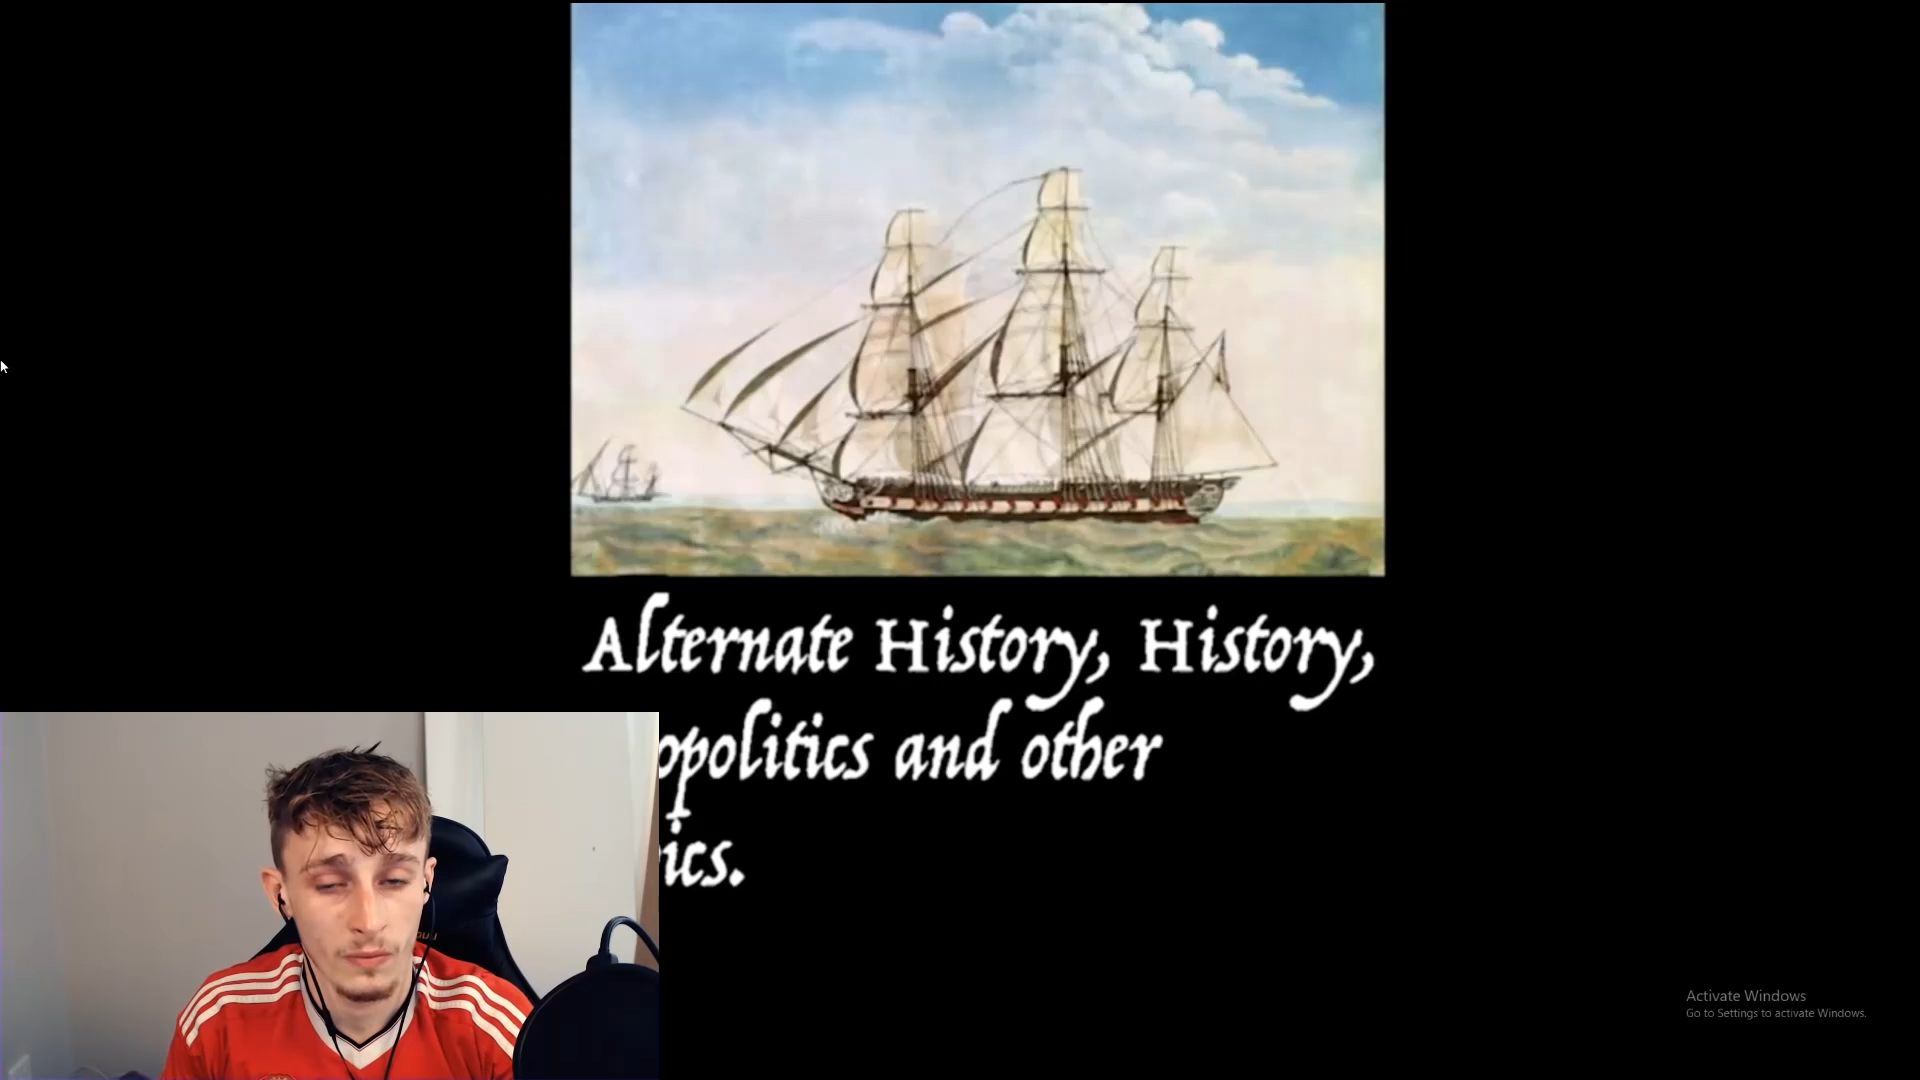 Alternate History, History,
opolitics and other
ics.
Activate Windows
Go to Settings to activate Windows.